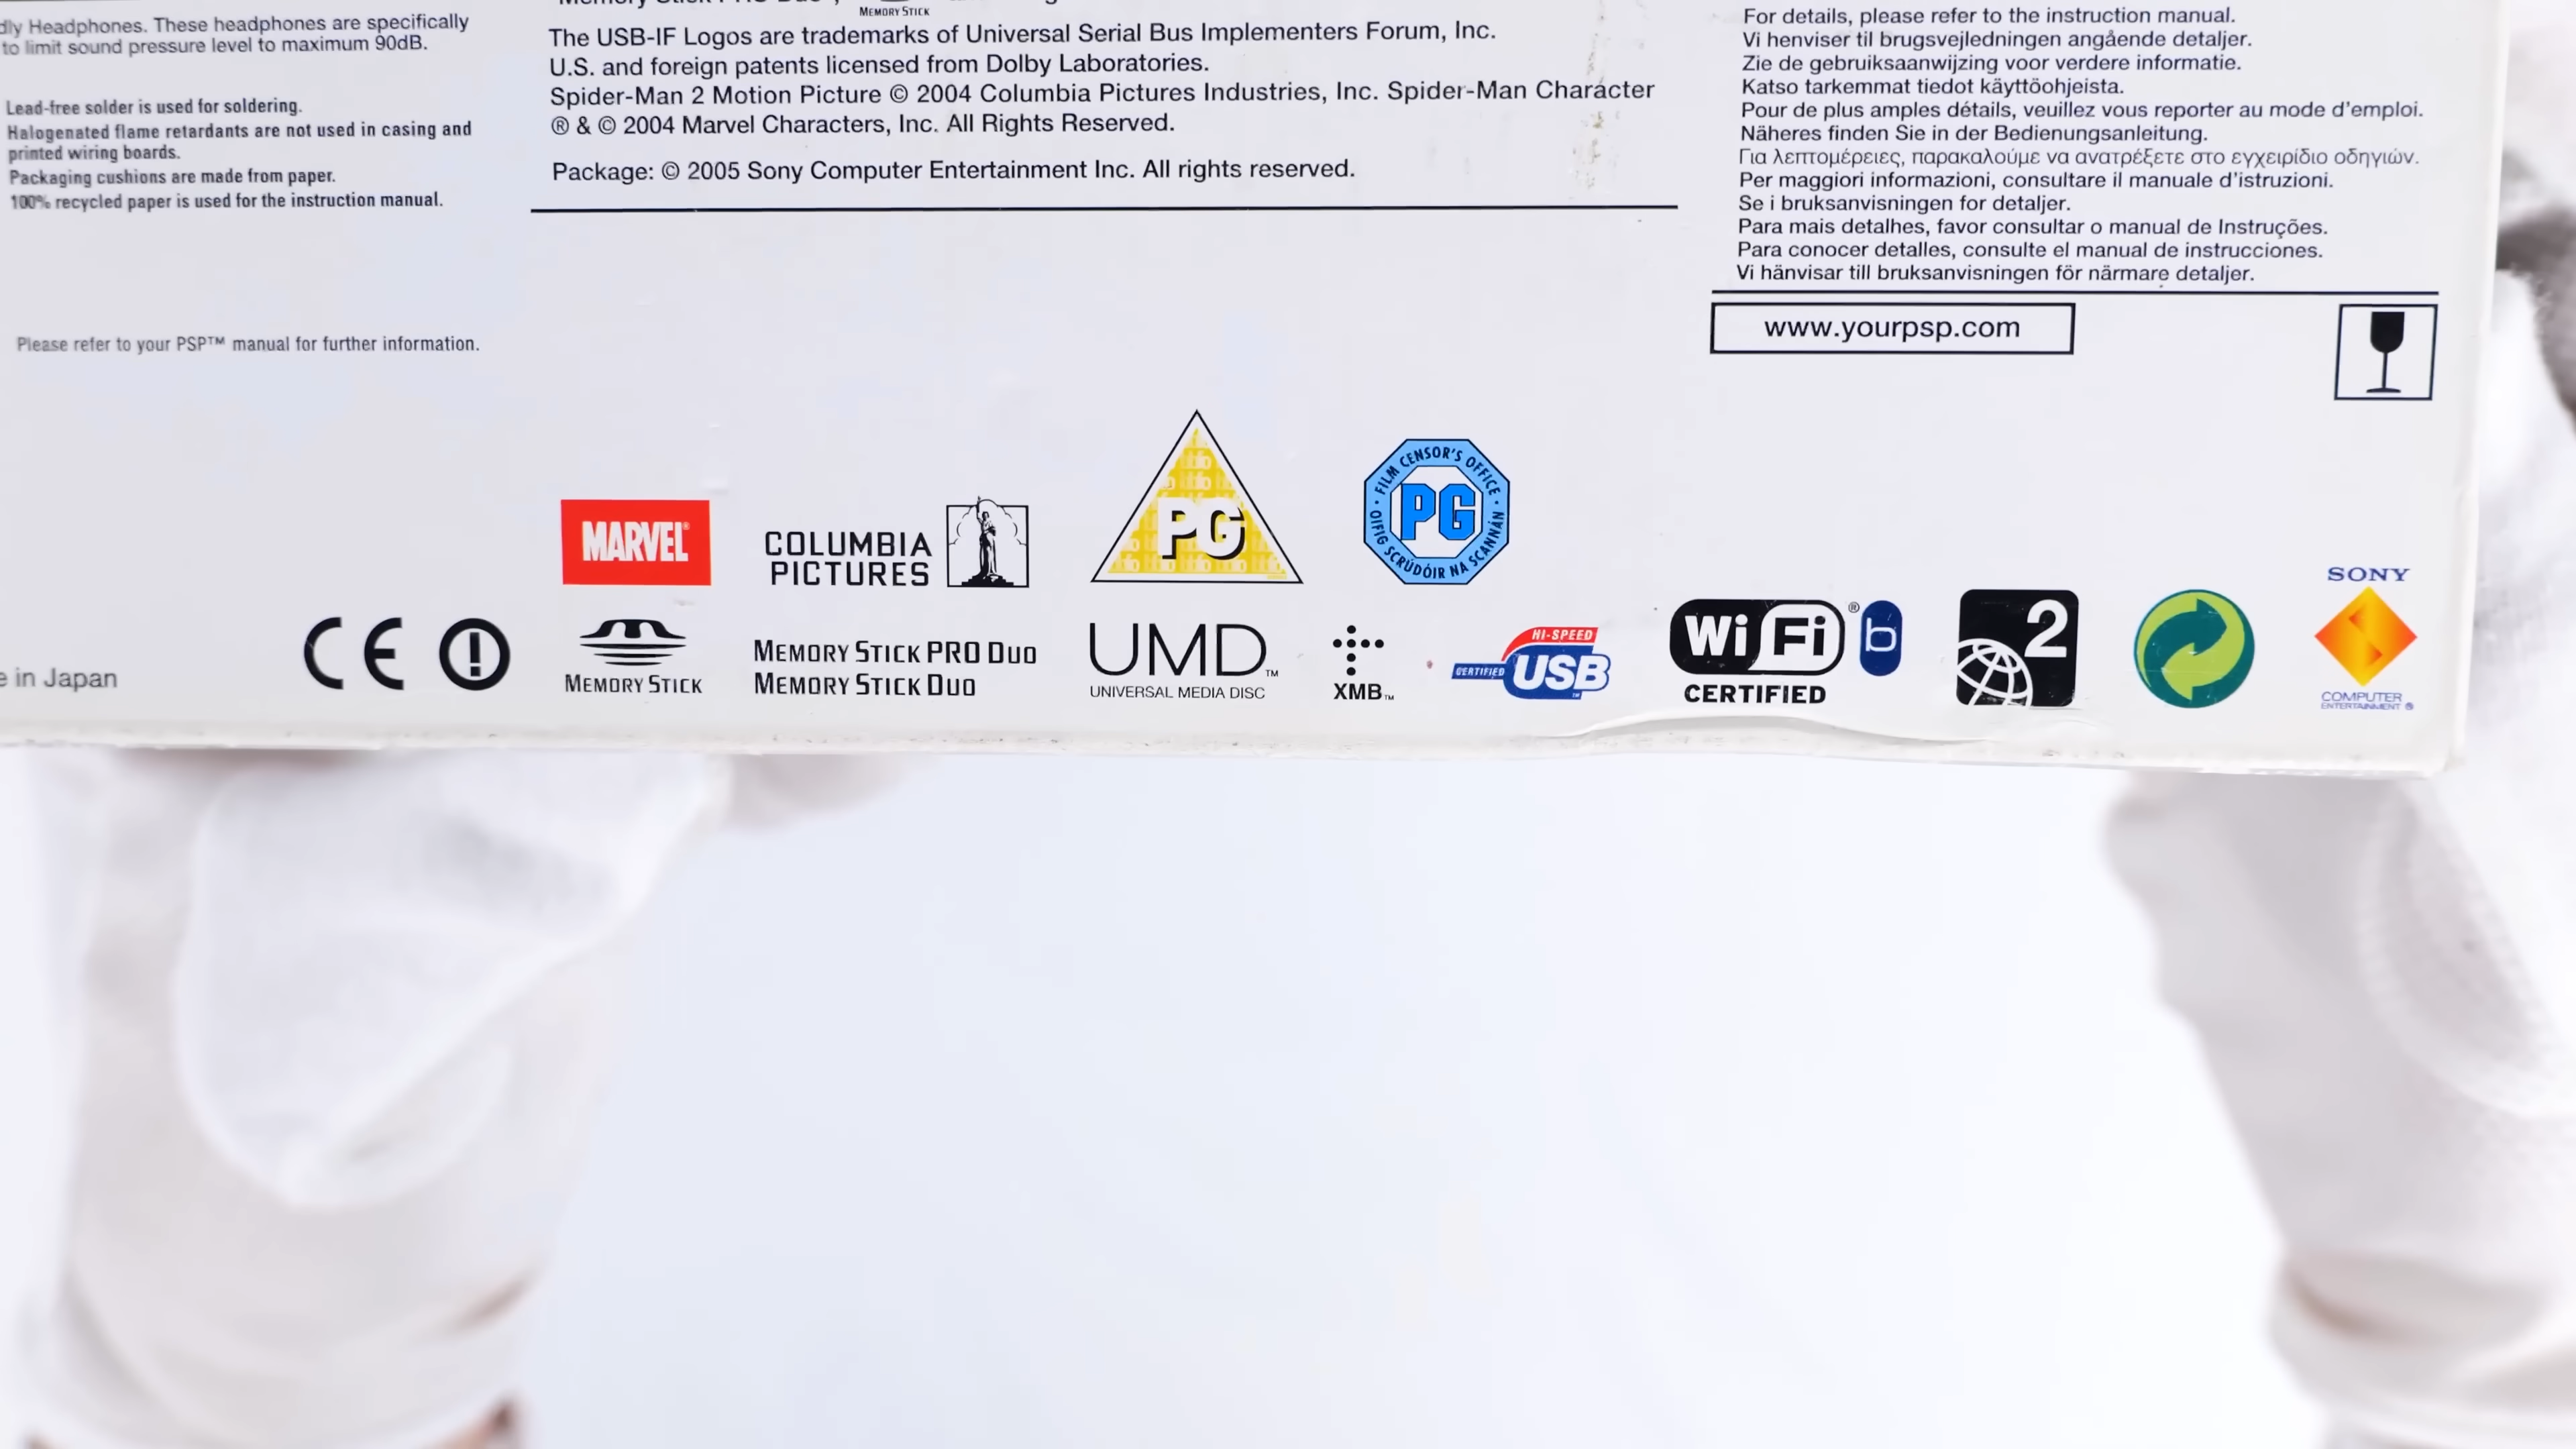 Headphones. These headphones are specifically
to limit sound pressure level to maximum 90dB.
Lead-free solder is used for soldering.
Halogenated flame retardants are not used in casing and
printed wiring boards.
Packaging cushions are made from paper.
100% recycled paper is used for the instruction manual.
Please refer to your PSP™ manual for further information.
MEMORY STICK
The USB-IF Logos are trademarks of Universal Serial Bus Implementers Forum, Inc.
U.S. and foreign patents licensed from Dolby Laboratories.
Spider-Man 2 Motion Picture © 2004 Columbia Pictures Industries, Inc. Spider-Man Character
® & © 2004 Marvel Characters, Inc. All Rights Reserved.
Package: © 2005 Sony Computer Entertainment Inc. All rights reserved.
For details, please refer to the instruction manual.
Vi henviser til brugsvejledningen angående detaljer.
Zie de gebruiksaanwijzing voor verdere informatie.
Katso tarkemmat tiedot käyttöohjeista.
Pour de plus amples détails, veuillez vous reporter au mode d'emploi.
Näheres finden Sie in der Bedienungsanleitung.
Για λεπτομέρειες, παρακαλούμε να ανατρέξετε στο εγχειρίδιο οδηγιών.
Per maggiori informazioni, consultare il manuale d'istruzioni.
Se i bruksanvisningen for detaljer.
Para mais detalhes, favor consultar o manual de Instruções.
Para conocer detalles, consulte el manual de instrucciones.
Vi hänvisar till bruksanvisningen för närmare detaljer.
www.yourpsp.com
MARVEL®
COLUMBIA
PICTURES
PG
FILM CENSOR'S OFFICE
PG
OIFIG SCRÚDÓIR NA SCANNÁN
in Japan
CE
MEMORY STICK
MEMORY STICK PRO DUO
MEMORY STICK DUO
UMD™
UNIVERSAL MEDIA DISC
XMB™
HI-SPEED
CERTIFIED USB
Wi Fi ® b
CERTIFIED
2
SONY
COMPUTER
ENTERTAINMENT ®